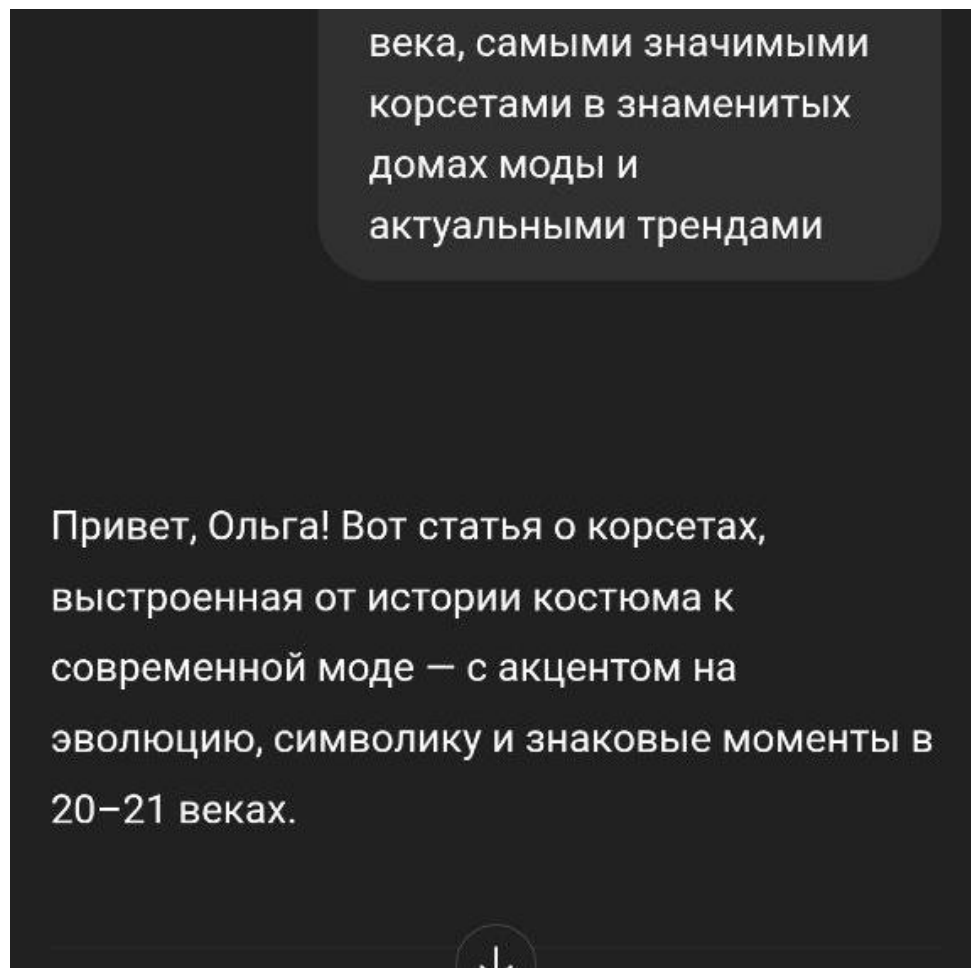 века, самыми значимыми
корсетами в знаменитых
домах моды и
актуальными трендами
Привет, Ольга! Вот статья о корсетах,
выстроенная от истории костюма к
современной моде — с акцентом на
эволюцию, символику и знаковые моменты в
20–21 веках.